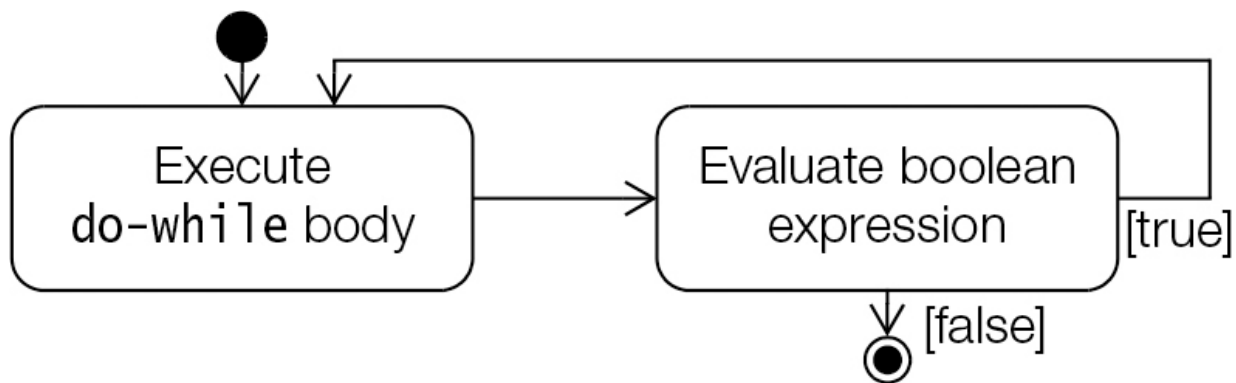 Execute
do-while body
Evaluate boolean
expression
[true]
[false]